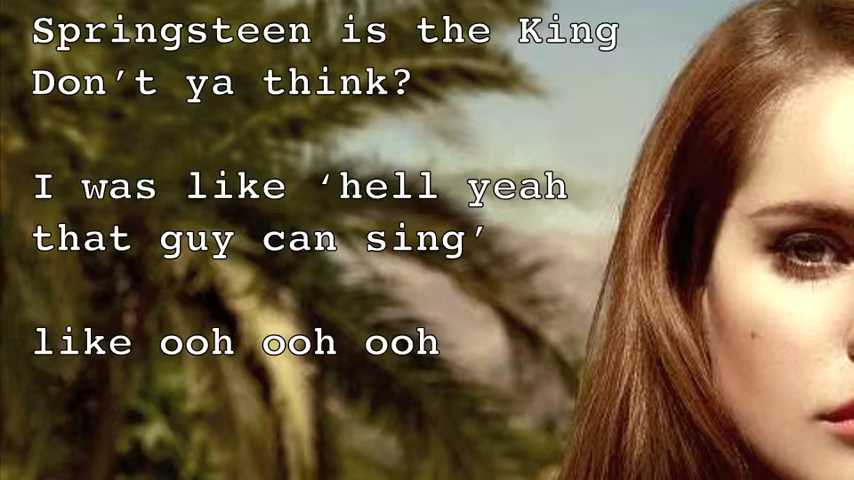 Springsteen is the King
Don’t ya think?
I was like ‘hell yeah
that guy can sing’
like ooh ooh ooh